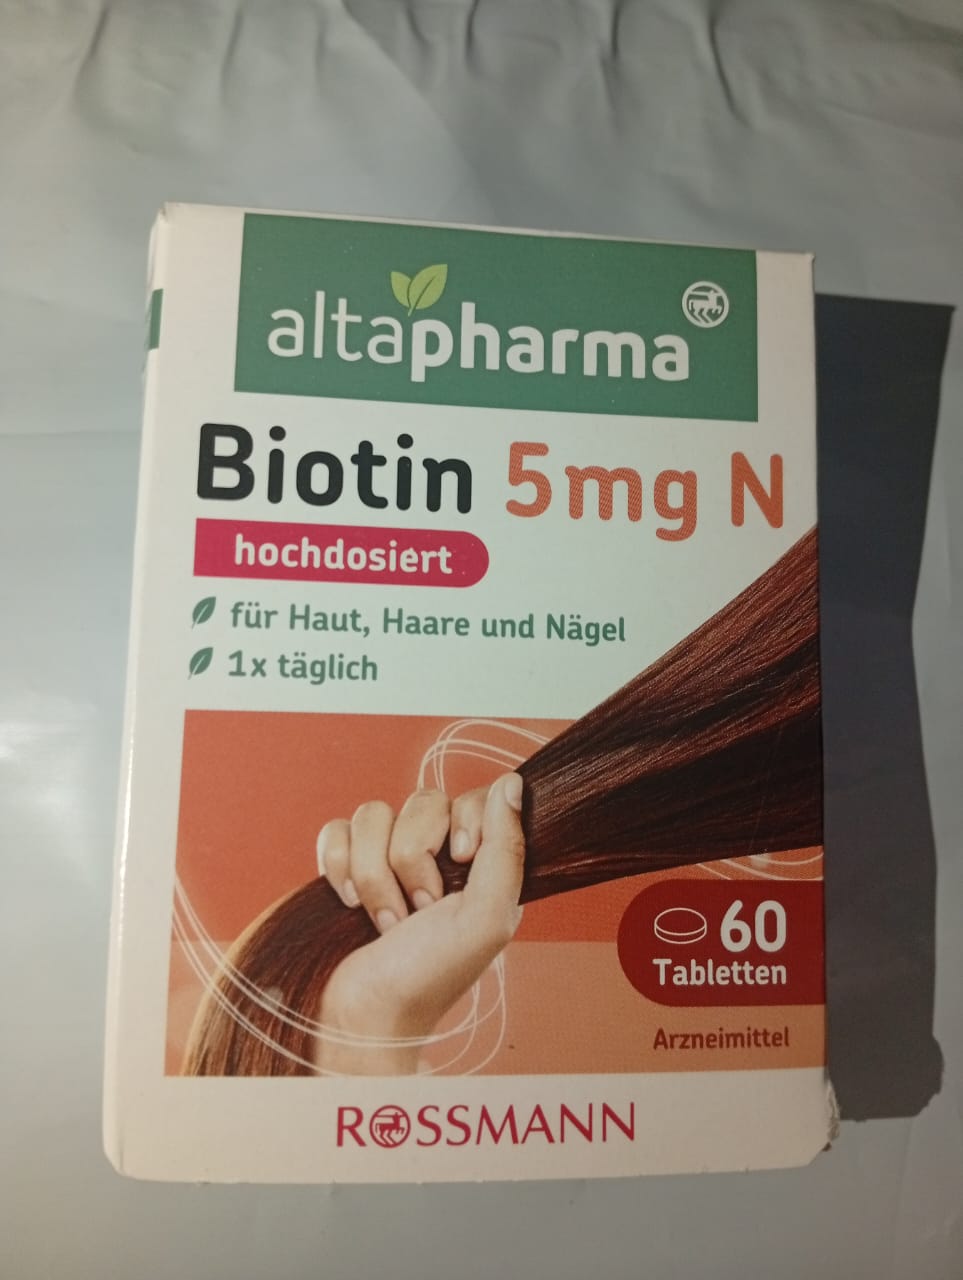 altapharma
Biotin 5mg N
hochdosiert
für Haut, Haare und Nägel
1x täglich
60
Tabletten
Arzneimittel
ROSSMANN